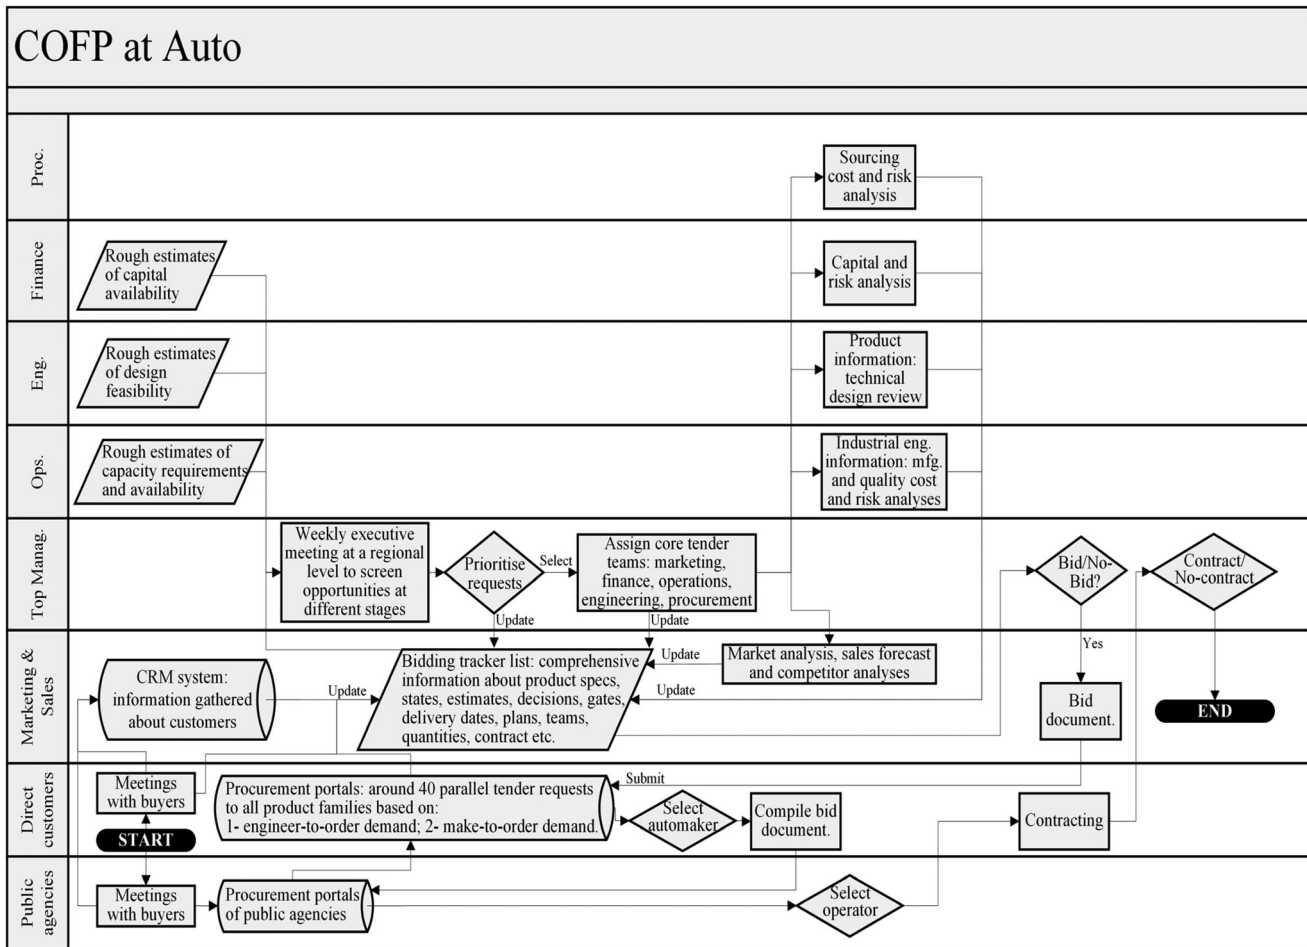 COFP at Auto
Proc.
Sourcing
cost and risk
analysis
Finance
Rough estimates
of capital
availability
Capital and
risk analysis
Eng.
Rough estimates
of design
feasibility
Product
information:
technical
design review
Ops.
Rough estimates of
capacity requirements
and availability
Industrial eng.
information: mfg.
and quality cost
and risk analyses
Top Manag.
Weekly executive
meeting at a regional
level to screen
opportunities at
different stages
Prioritise
requests
Select
Assign core tender
teams: marketing,
finance, operations,
engineering, procurement
Bid/No-
Bid?
Contract/
No-contract
Update
Update
Yes
Marketing &
Sales
CRM system:
information gathered
about customers
Update
Bidding tracker list: comprehensive
information about product specs,
states, estimates, decisions, gates,
delivery dates, plans, teams,
quantities, contract etc.
Update
Market analysis, sales forecast
and competitor analyses
Update
Bid
document.
END
Direct
customers
Meetings
with buyers
START
Procurement portals: around 40 parallel tender requests
to all product families based on:
1- engineer-to-order demand; 2- make-to-order demand.
Submit
Select
automaker
Compile bid
document.
Contracting
Public
agencies
Meetings
with buyers
Procurement portals
of public agencies
Select
operator